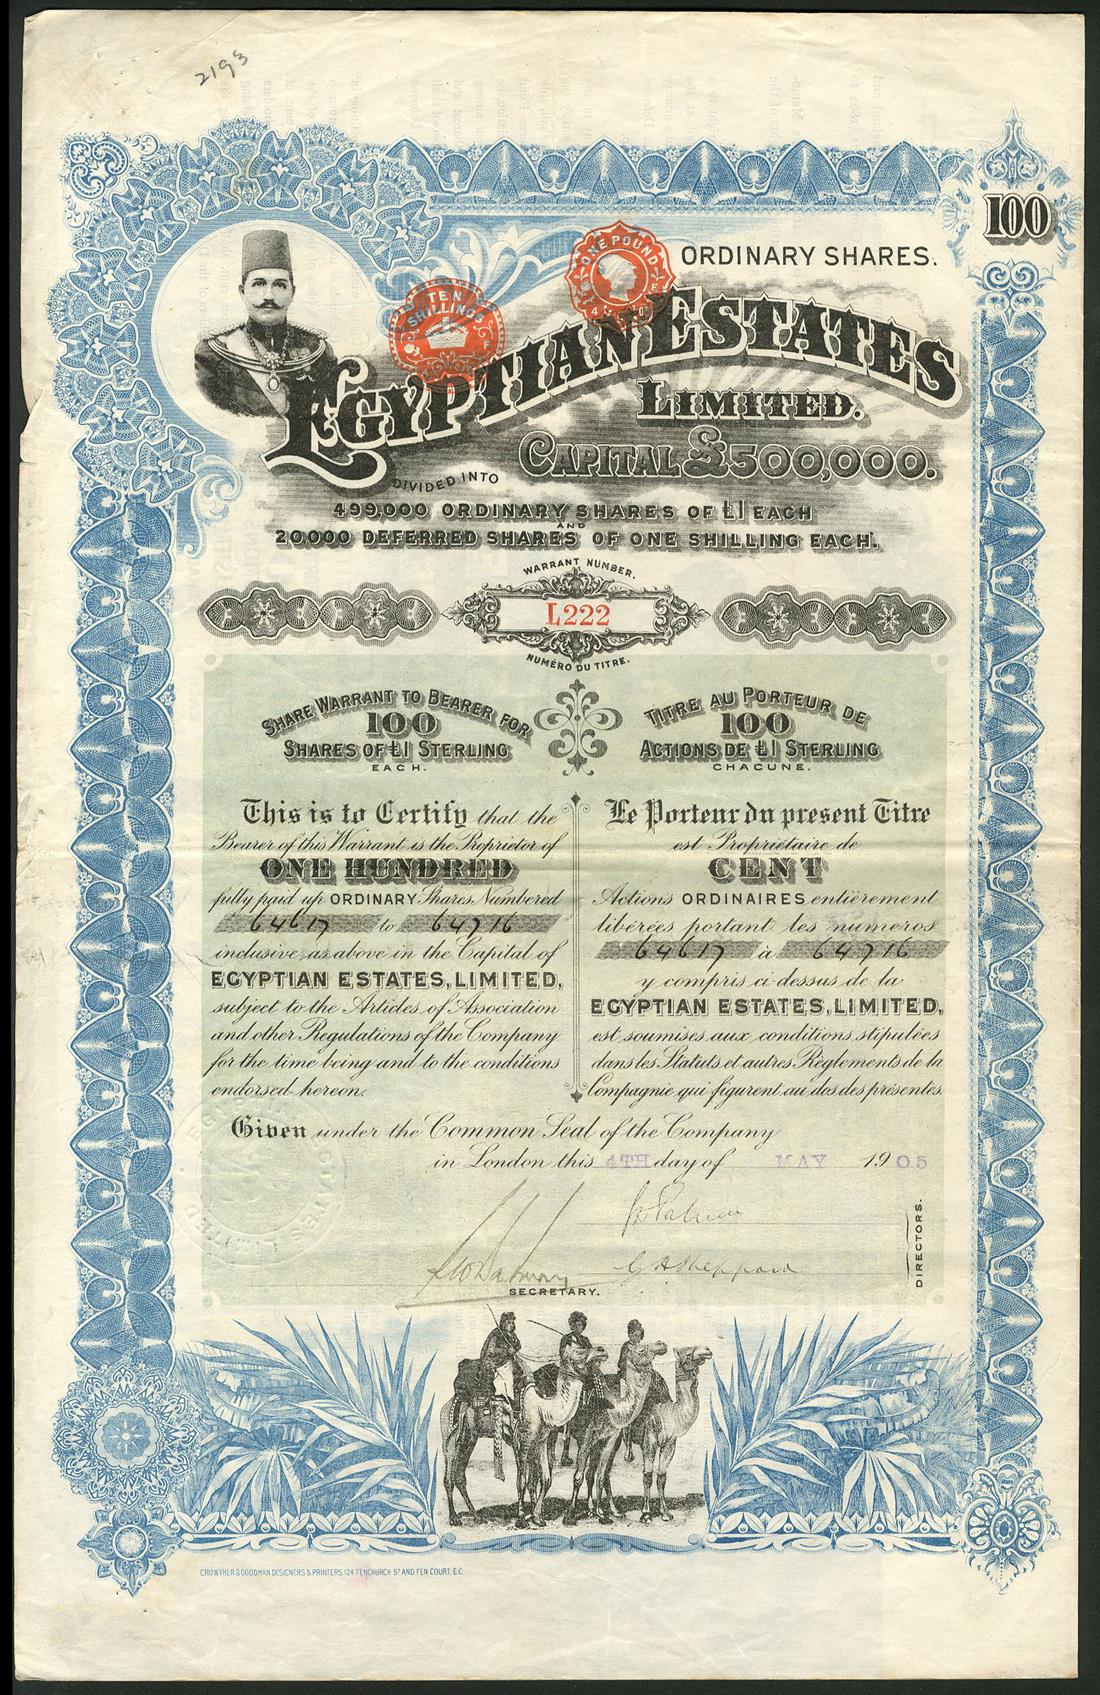 2193
100
ORDINARY SHARES.
TEN
SHILLINGS
ONE POUND
EGYPTIAN ESTATES
LIMITED.
CAPITAL £500,000.
DIVIDED INTO
499,000 ORDINARY SHARES OF £1 EACH
AND
20000 DEFERRED SHARES OF ONE SHILLING EACH.
WARRANT NUMBER.
L222
NUMÉRO DU TITRE.
SHARE WARRANT TO BEARER FOR
100
SHARES OF £1 STERLING
EACH.
This is to Certify that the
Bearer of this Warrant is the Proprietor of
ONE HUNDRED
fully paid up ORDINARY Shares Numbered
64617 to 64716
inclusive, as above in the Capital of
EGYPTIAN ESTATES, LIMITED,
subject to the Articles of Association
and other Regulations of the Company
for the time being and to the conditions
endorsed hereon.
TITRE AU PORTEUR DE
100
ACTIONS DE £1 STERLING
CHACUNE.
Le Porteur du present Titre
est Propriétaire de
CENT
Actions ORDINAIRES entièrement
libérées portant les numeros
64617 à 64716
y compris ci dessus de la
EGYPTIAN ESTATES, LIMITED,
est soumises aux conditions stipulées
dans les Statuts et autres Règlements de la
Compagnie qui figurent au dos des présentes.
Given under the Common Seal of the Company
in London this 4TH day of MAY 1905
G A Sheppard
DIRECTORS.
SECRETARY.
CROWTHER & GOODMAN DESIGNERS & PRINTERS 124 FENCHURCH ST AND FEN COURT. E.C.